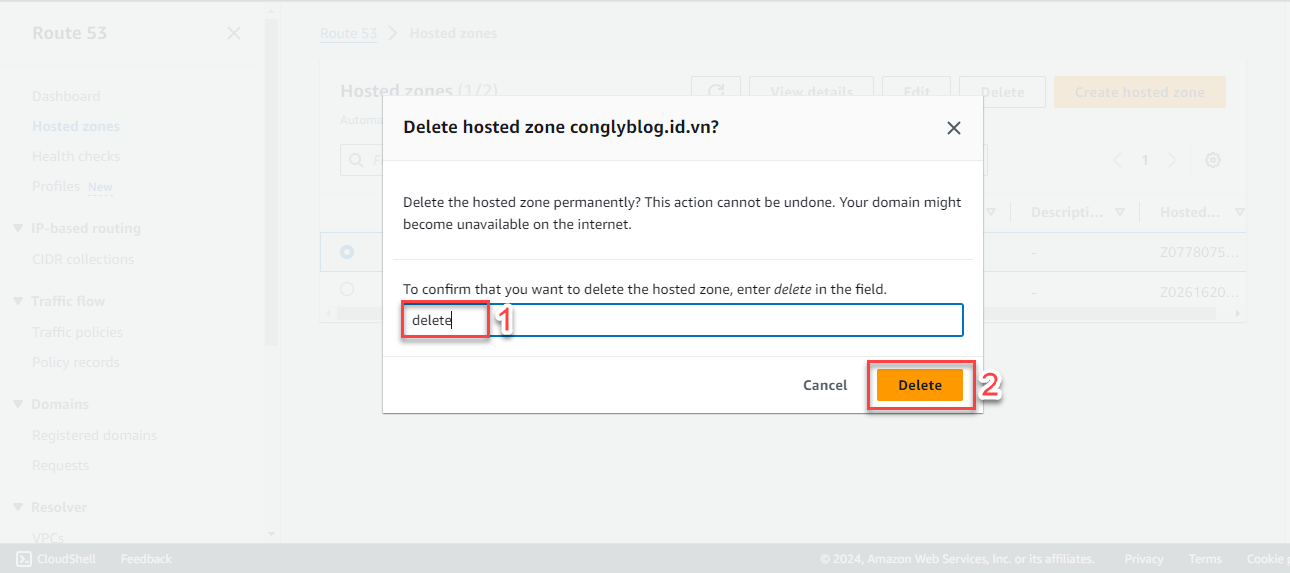 Route 53
Route 53 > Hosted zones
Dashboard
Hosted zones
Health checks
Profiles New
IP-based routing
CIDR collections
Traffic flow
Traffic policies
Policy records
Domains
Registered domains
Requests
Resolver
VPCs
Hosted zones (1/2)
View details
Edit
Delete
Create hosted zone
Automa
1
Descripti...
Hosted...
-
Z0778075...
-
Z0261620...
Delete hosted zone conglyblog.id.vn?
Delete the hosted zone permanently? This action cannot be undone. Your domain might
become unavailable on the internet.
To confirm that you want to delete the hosted zone, enter delete in the field.
delete
1
Cancel
Delete
2
CloudShell
Feedback
© 2024, Amazon Web Services, Inc. or its affiliates.
Privacy
Terms
Cookie